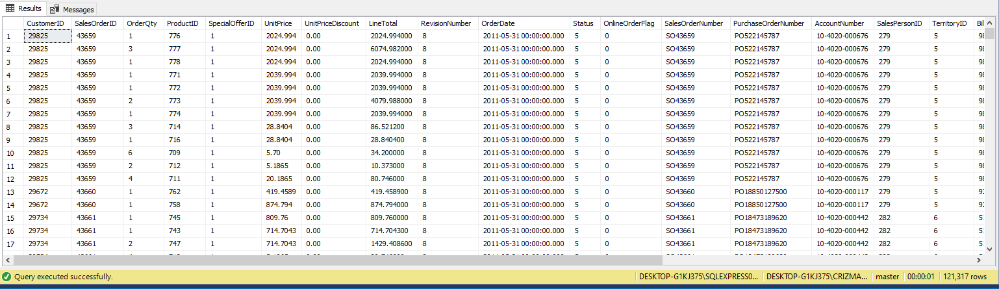 Results Messages
CustomerID SalesOrderID OrderQty ProductID SpecialOfferID UnitPrice UnitPriceDiscount LineTotal RevisionNumber OrderDate Status OnlineOrderFlag SalesOrderNumber PurchaseOrderNumber AccountNumber SalesPersonID TerritoryID Bil
1 29825 43659 1 776 1 2024.994 0.00 2024.994000 8 2011-05-31 00:00:00.000 5 0 SO43659 PO522145787 10-4020-000676 279 5 98
2 29825 43659 3 777 1 2024.994 0.00 6074.982000 8 2011-05-31 00:00:00.000 5 0 SO43659 PO522145787 10-4020-000676 279 5 98
3 29825 43659 1 778 1 2024.994 0.00 2024.994000 8 2011-05-31 00:00:00.000 5 0 SO43659 PO522145787 10-4020-000676 279 5 98
4 29825 43659 1 771 1 2039.994 0.00 2039.994000 8 2011-05-31 00:00:00.000 5 0 SO43659 PO522145787 10-4020-000676 279 5 98
5 29825 43659 1 772 1 2039.994 0.00 2039.994000 8 2011-05-31 00:00:00.000 5 0 SO43659 PO522145787 10-4020-000676 279 5 98
6 29825 43659 2 773 1 2039.994 0.00 4079.988000 8 2011-05-31 00:00:00.000 5 0 SO43659 PO522145787 10-4020-000676 279 5 98
7 29825 43659 1 774 1 2039.994 0.00 2039.994000 8 2011-05-31 00:00:00.000 5 0 SO43659 PO522145787 10-4020-000676 279 5 98
8 29825 43659 3 714 1 28.8404 0.00 86.521200 8 2011-05-31 00:00:00.000 5 0 SO43659 PO522145787 10-4020-000676 279 5 98
9 29825 43659 1 716 1 28.8404 0.00 28.840400 8 2011-05-31 00:00:00.000 5 0 SO43659 PO522145787 10-4020-000676 279 5 98
10 29825 43659 6 709 1 5.70 0.00 34.200000 8 2011-05-31 00:00:00.000 5 0 SO43659 PO522145787 10-4020-000676 279 5 98
11 29825 43659 2 712 1 5.1865 0.00 10.373000 8 2011-05-31 00:00:00.000 5 0 SO43659 PO522145787 10-4020-000676 279 5 98
12 29825 43659 4 711 1 20.1865 0.00 80.746000 8 2011-05-31 00:00:00.000 5 0 SO43659 PO522145787 10-4020-000676 279 5 98
13 29672 43660 1 762 1 419.4589 0.00 419.458900 8 2011-05-31 00:00:00.000 5 0 SO43660 PO18850127500 10-4020-000117 279 5 92
14 29672 43660 1 758 1 874.794 0.00 874.794000 8 2011-05-31 00:00:00.000 5 0 SO43660 PO18850127500 10-4020-000117 279 5 92
15 29734 43661 1 745 1 809.76 0.00 809.760000 8 2011-05-31 00:00:00.000 5 0 SO43661 PO18473189620 10-4020-000442 282 6 51
16 29734 43661 1 743 1 714.7043 0.00 714.704300 8 2011-05-31 00:00:00.000 5 0 SO43661 PO18473189620 10-4020-000442 282 6 51
17 29734 43661 2 747 1 714.7043 0.00 1429.408600 8 2011-05-31 00:00:00.000 5 0 SO43661 PO18473189620 10-4020-000442 282 6 51
Query executed successfully. DESKTOP-G1KJ375\SQLEXPRESS0... DESKTOP-G1KJ375\CRIZMA... master 00:00:01 121,317 rows